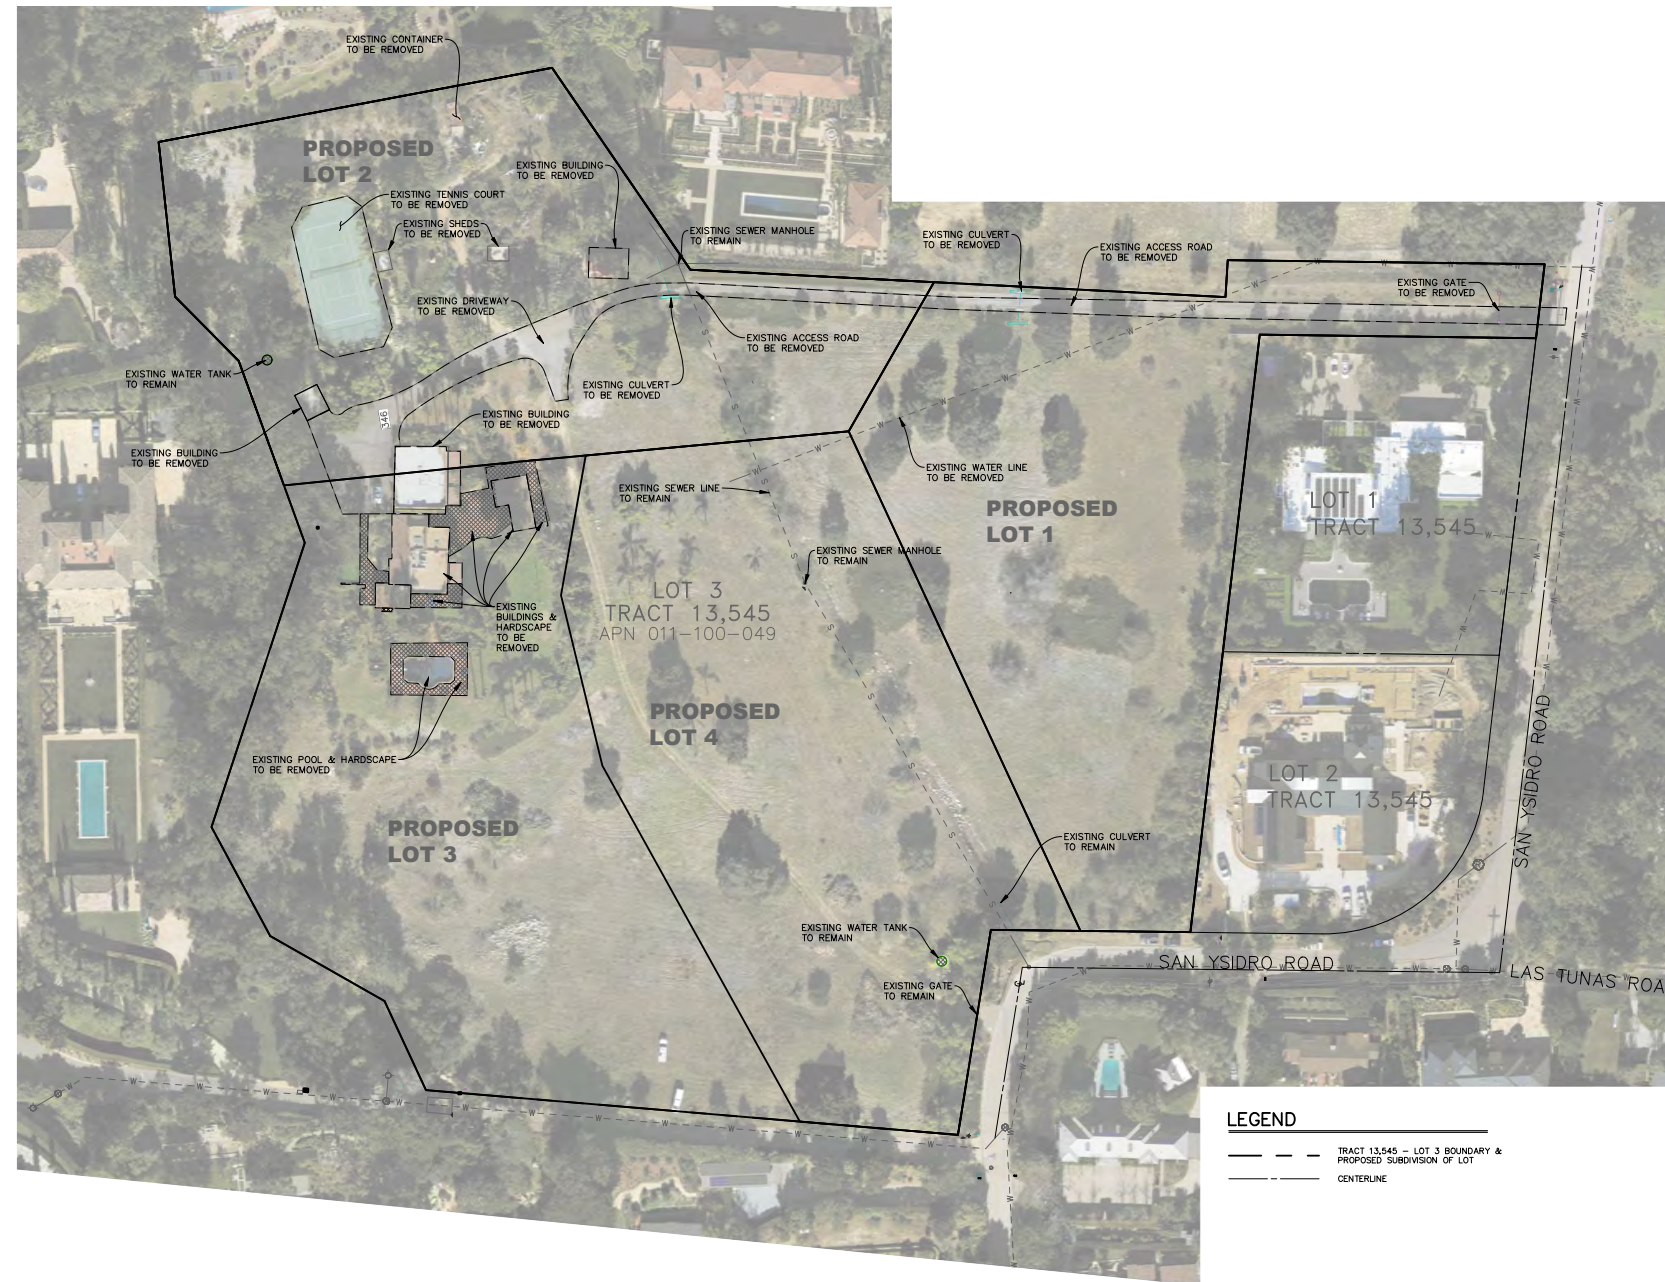 EXISTING CONTAINER
TO BE REMOVED
PROPOSED
LOT 2
EXISTING BUILDING
TO BE REMOVED
EXISTING TENNIS COURT
TO BE REMOVED
EXISTING SHEDS
TO BE REMOVED
EXISTING SEWER MANHOLE
TO REMAIN
EXISTING CULVERT
TO BE REMOVED
EXISTING ACCESS ROAD
TO BE REMOVED
EXISTING GATE
TO BE REMOVED
EXISTING DRIVEWAY
TO BE REMOVED
EXISTING ACCESS ROAD
TO BE REMOVED
EXISTING WATER TANK
TO REMAIN
EXISTING CULVERT
TO BE REMOVED
346
EXISTING BUILDING
TO BE REMOVED
EXISTING BUILDING
TO BE REMOVED
EXISTING WATER LINE
TO BE REMOVED
EXISTING SEWER LINE
TO REMAIN
PROPOSED
LOT 1
LOT 1
TRACT 13,545
EXISTING SEWER MANHOLE
TO REMAIN
LOT 3
TRACT 13,545
APN 011-100-049
EXISTING
BUILDINGS &
HARDSCAPE
TO BE
REMOVED
PROPOSED
LOT 4
EXISTING POOL & HARDSCAPE
TO BE REMOVED
LOT 2
TRACT 13,545
SAN YSIDRO ROAD
PROPOSED
LOT 3
EXISTING CULVERT
TO REMAIN
EXISTING WATER TANK
TO REMAIN
SAN YSIDRO ROAD
LAS TUNAS ROA
EXISTING GATE
TO REMAIN
LEGEND
TRACT 13,545 - LOT 3 BOUNDARY &
PROPOSED SUBDIVISION OF LOT
CENTERLINE